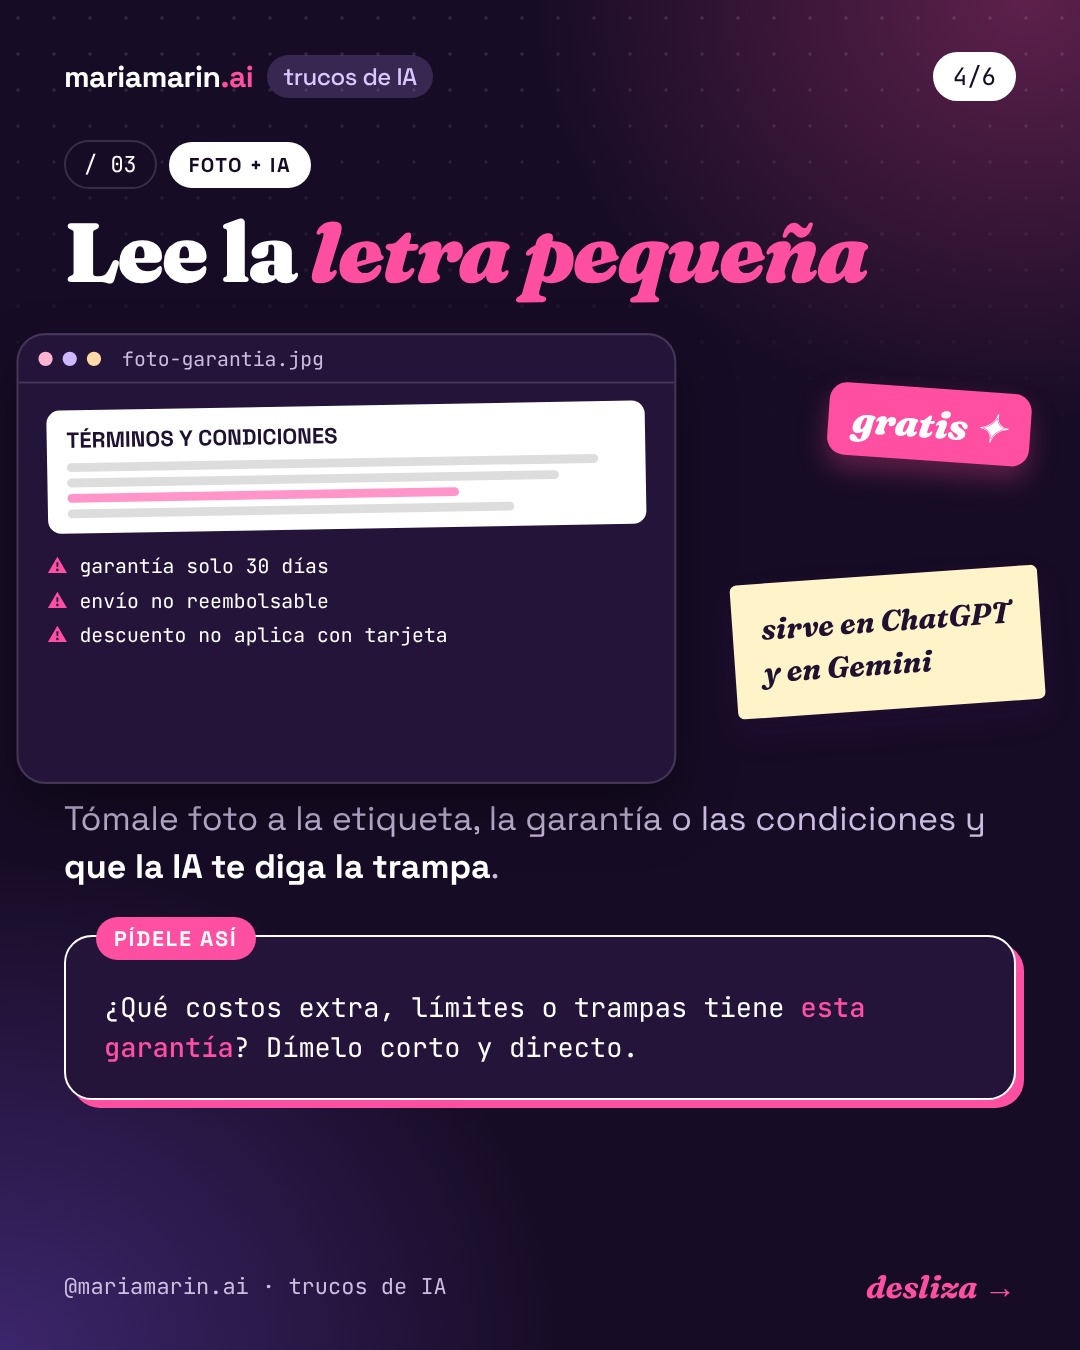 mariamarin.ai trucos de IA 4/6
/ 03 FOTO + IA
Lee la letra pequeña
foto-garantia.jpg
TÉRMINOS Y CONDICIONES
garantía solo 30 días
envío no reembolsable
descuento no aplica con tarjeta
gratis ✦
sirve en ChatGPT
y en Gemini
Tómale foto a la etiqueta, la garantía o las condiciones y
que la IA te diga la trampa.
PÍDELE ASÍ
¿Qué costos extra, límites o trampas tiene esta
garantía? Dímelo corto y directo.
@mariamarin.ai · trucos de IA
desliza →